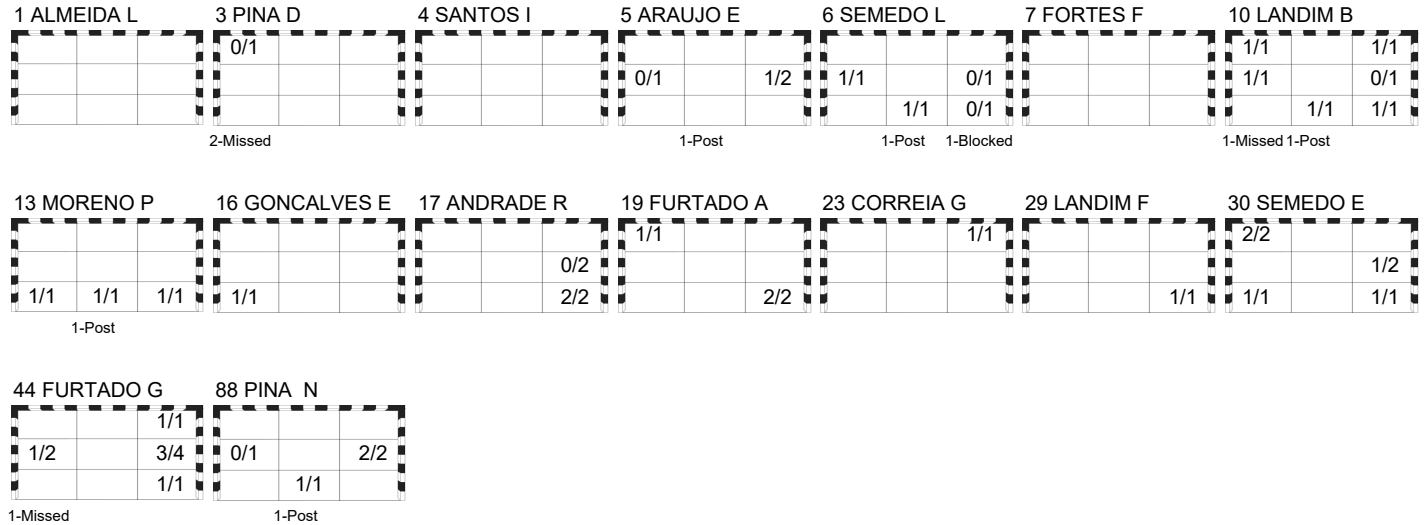 1 ALMEIDA L 3 PINA D 4 SANTOS I 5 ARAUJO E 6 SEMEDO L 7 FORTES F 10 LANDIM B
0/1 1/1 1/1
0/1 1/2 1/1 0/1 1/1 0/1
1/1 0/1 1/1 1/1
2-Missed 1-Post 1-Post 1-Blocked 1-Missed 1-Post
13 MORENO P 16 GONCALVES E 17 ANDRADE R 19 FURTADO A 23 CORREIA G 29 LANDIM F 30 SEMEDO E
1/1 1/1 2/2
0/2 1/2
1/1 1/1 1/1 1/1 2/2 2/2 1/1 1/1 1/1
1-Post
44 FURTADO G 88 PINA N
1/1
1/2 3/4 0/1 2/2
1/1 1/1
1-Missed 1-Post